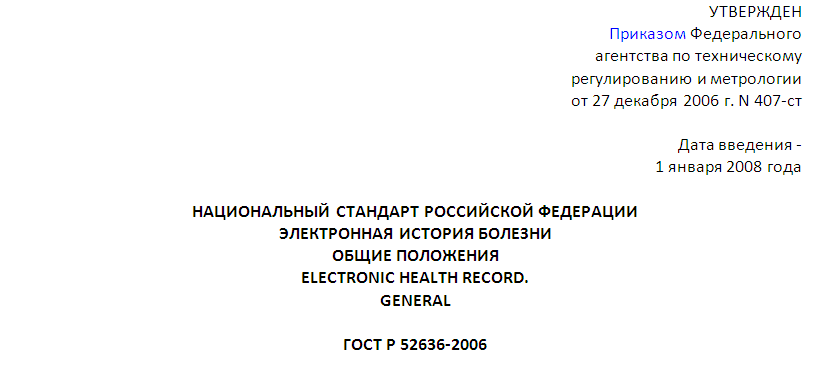 УТВЕРЖДЕН
Приказом Федерального
агентства по техническому
регулированию и метрологии
от 27 декабря 2006 г. N 407-ст
Дата введения -
1 января 2008 года
НАЦИОНАЛЬНЫЙ СТАНДАРТ РОССИЙСКОЙ ФЕДЕРАЦИИ
ЭЛЕКТРОННАЯ ИСТОРИЯ БОЛЕЗНИ
ОБЩИЕ ПОЛОЖЕНИЯ
ELECTRONIC HEALTH RECORD.
GENERAL
ГОСТ Р 52636-2006